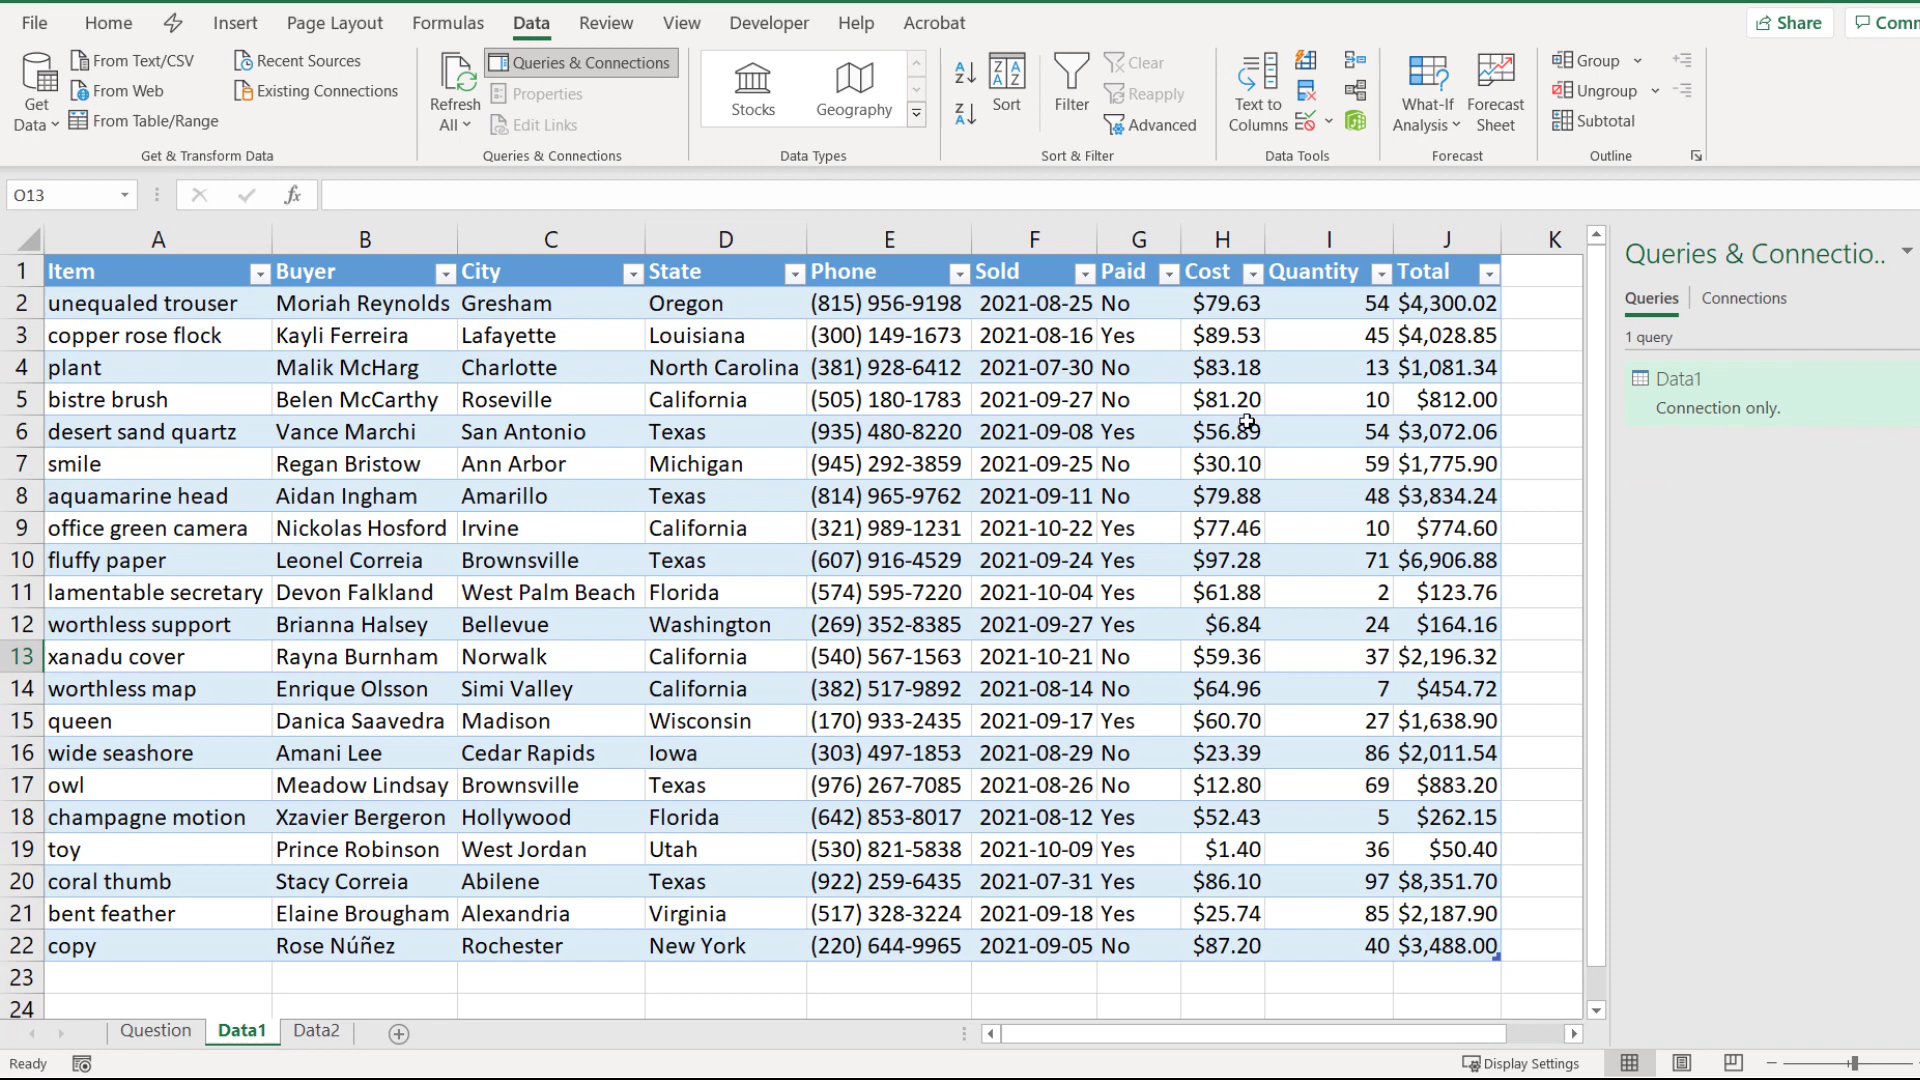 File Home Insert Page Layout Formulas Data Review View Developer Help Acrobat Share Comm
From Text/CSV Recent Sources Queries & Connections Clear Group
From Web Existing Connections Properties Reapply Ungroup
Get Data From Table/Range Refresh All Edit Links Stocks Geography Sort Filter Advanced Text to Columns What-If Analysis Forecast Sheet Subtotal
Get & Transform Data Queries & Connections Data Types Sort & Filter Data Tools Forecast Outline
O13 fx
A B C D E F G H I J K
1 Item Buyer City State Phone Sold Paid Cost Quantity Total
2 unequaled trouser Moriah Reynolds Gresham Oregon (815) 956-9198 2021-08-25 No $79.63 54 $4,300.02
3 copper rose flock Kayli Ferreira Lafayette Louisiana (300) 149-1673 2021-08-16 Yes $89.53 45 $4,028.85
4 plant Malik McHarg Charlotte North Carolina (381) 928-6412 2021-07-30 No $83.18 13 $1,081.34
5 bistre brush Belen McCarthy Roseville California (505) 180-1783 2021-09-27 No $81.20 10 $812.00
6 desert sand quartz Vance Marchi San Antonio Texas (935) 480-8220 2021-09-08 Yes $56.89 54 $3,072.06
7 smile Regan Bristow Ann Arbor Michigan (945) 292-3859 2021-09-25 No $30.10 59 $1,775.90
8 aquamarine head Aidan Ingham Amarillo Texas (814) 965-9762 2021-09-11 No $79.88 48 $3,834.24
9 office green camera Nickolas Hosford Irvine California (321) 989-1231 2021-10-22 Yes $77.46 10 $774.60
10 fluffy paper Leonel Correia Brownsville Texas (607) 916-4529 2021-09-24 Yes $97.28 71 $6,906.88
11 lamentable secretary Devon Falkland West Palm Beach Florida (574) 595-7220 2021-10-04 Yes $61.88 2 $123.76
12 worthless support Brianna Halsey Bellevue Washington (269) 352-8385 2021-09-27 Yes $6.84 24 $164.16
13 xanadu cover Rayna Burnham Norwalk California (540) 567-1563 2021-10-21 No $59.36 37 $2,196.32
14 worthless map Enrique Olsson Simi Valley California (382) 517-9892 2021-08-14 No $64.96 7 $454.72
15 queen Danica Saavedra Madison Wisconsin (170) 933-2435 2021-09-17 Yes $60.70 27 $1,638.90
16 wide seashore Amani Lee Cedar Rapids Iowa (303) 497-1853 2021-08-29 No $23.39 86 $2,011.54
17 owl Meadow Lindsay Brownsville Texas (976) 267-7085 2021-08-26 No $12.80 69 $883.20
18 champagne motion Xzavier Bergeron Hollywood Florida (642) 853-8017 2021-08-12 Yes $52.43 5 $262.15
19 toy Prince Robinson West Jordan Utah (530) 821-5838 2021-10-09 Yes $1.40 36 $50.40
20 coral thumb Stacy Correia Abilene Texas (922) 259-6435 2021-07-31 Yes $86.10 97 $8,351.70
21 bent feather Elaine Brougham Alexandria Virginia (517) 328-3224 2021-09-18 Yes $25.74 85 $2,187.90
22 copy Rose Núñez Rochester New York (220) 644-9965 2021-09-05 No $87.20 40 $3,488.00
23
24
Queries & Connectio..
Queries Connections
1 query
Data1
Connection only.
Question Data1 Data2
Ready Display Settings